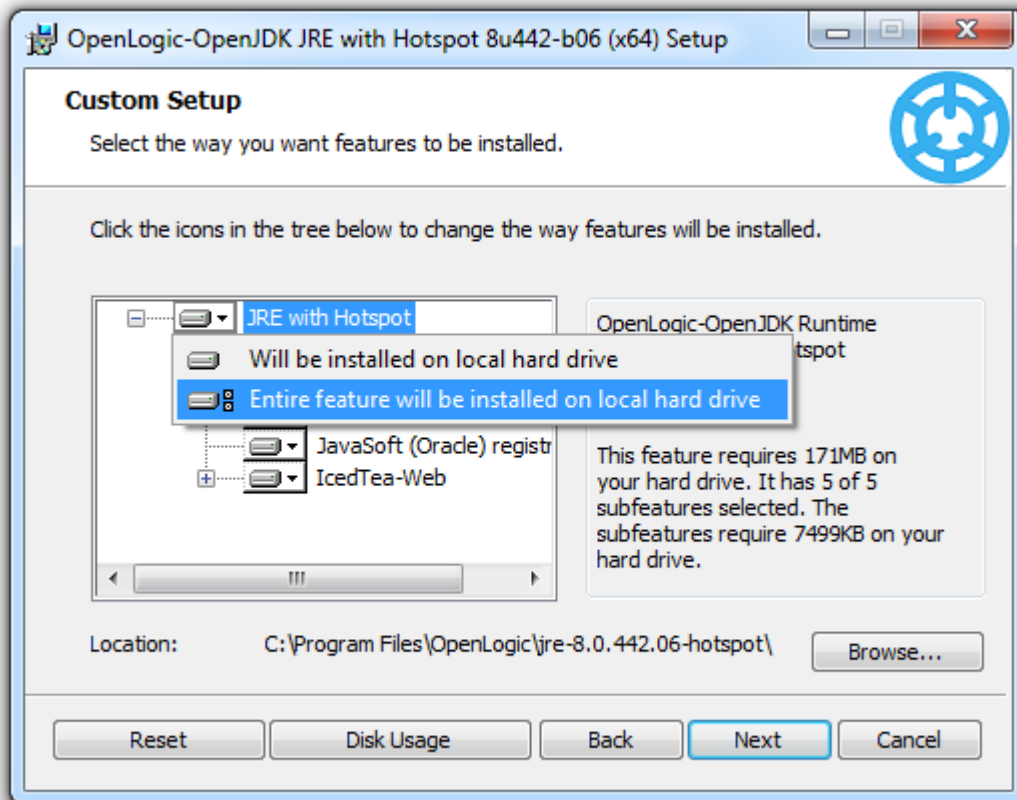 OpenLogic-OpenJDK JRE with Hotspot 8u442-b06 (x64) Setup
Custom Setup
Select the way you want features to be installed.
Click the icons in the tree below to change the way features will be installed.
JRE with Hotspot
Will be installed on local hard drive
Entire feature will be installed on local hard drive
JavaSoft (Oracle) registr
IcedTea-Web
OpenLogic-OpenJDK Runtime
tspot
This feature requires 171MB on
your hard drive. It has 5 of 5
subfeatures selected. The
subfeatures require 7499KB on your
hard drive.
Location:
C:\Program Files\OpenLogic\jre-8.0.442.06-hotspot\
Browse...
Reset
Disk Usage
Back
Next
Cancel